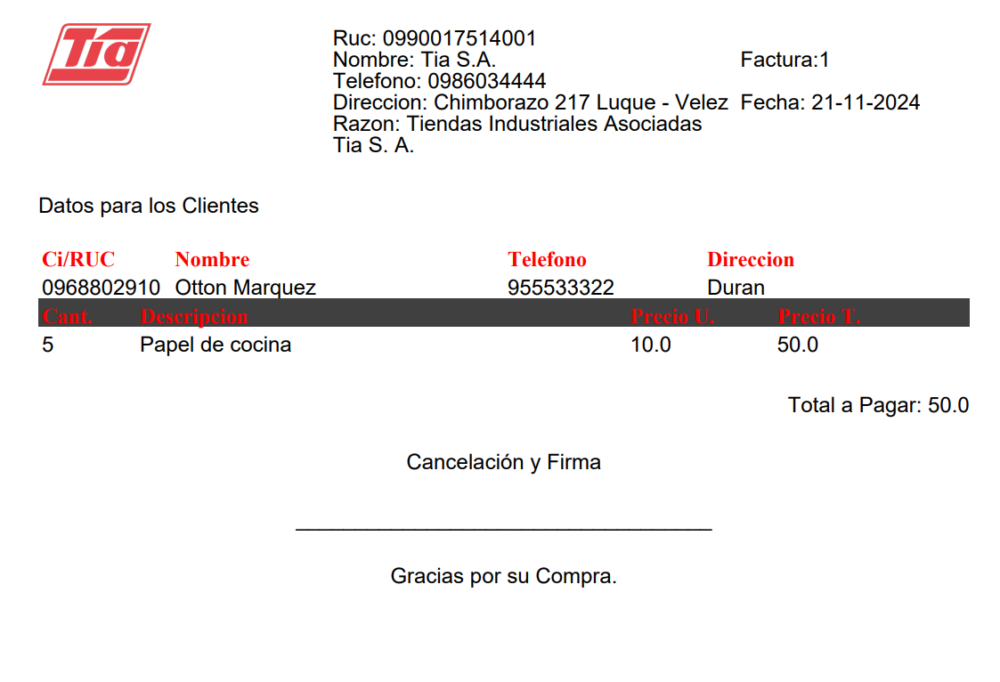 Tia
Ruc: 0990017514001
Nombre: Tia S.A.
Factura:1
Telefono: 0986034444
Direccion: Chimborazo 217 Luque - Velez
Fecha: 21-11-2024
Razon: Tiendas Industriales Asociadas
Tia S. A.
Datos para los Clientes
Ci/RUC Nombre Telefono Direccion
0968802910 Otton Marquez 955533322 Duran
Cant. Descripcion Precio U. Precio T.
5 Papel de cocina 10.0 50.0
Total a Pagar: 50.0
Cancelación y Firma
Gracias por su Compra.